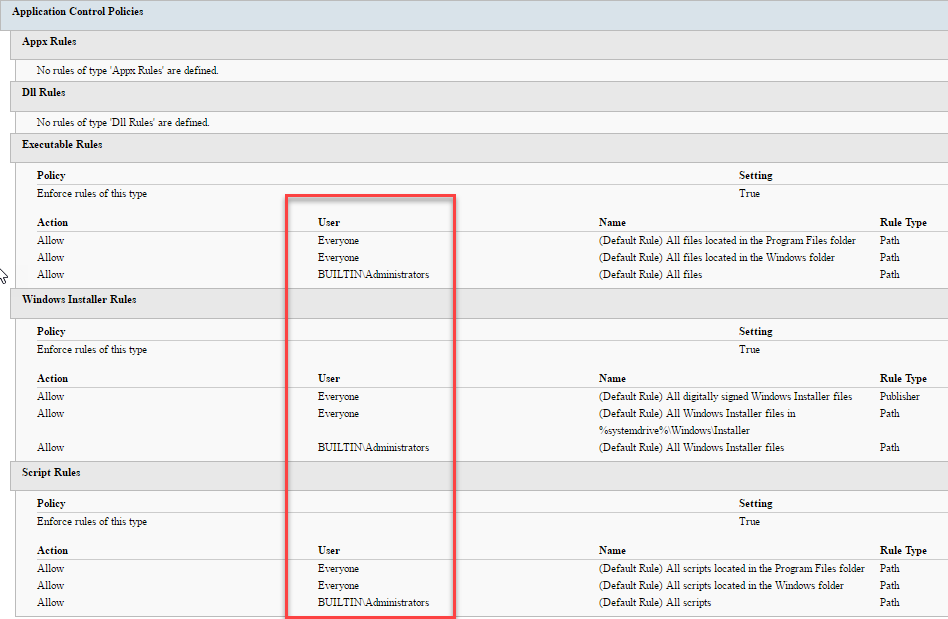 Application Control Policies
Appx Rules
No rules of type 'Appx Rules' are defined.
Dll Rules
No rules of type 'Dll Rules' are defined.
Executable Rules
Policy Setting
Enforce rules of this type True
Action User Name Rule Type
Allow Everyone (Default Rule) All files located in the Program Files folder Path
Allow Everyone (Default Rule) All files located in the Windows folder Path
Allow BUILTIN\Administrators (Default Rule) All files Path
Windows Installer Rules
Policy Setting
Enforce rules of this type True
Action User Name Rule Type
Allow Everyone (Default Rule) All digitally signed Windows Installer files Publisher
Allow Everyone (Default Rule) All Windows Installer files in Path
%systemdrive%\Windows\Installer
Allow BUILTIN\Administrators (Default Rule) All Windows Installer files Path
Script Rules
Policy Setting
Enforce rules of this type True
Action User Name Rule Type
Allow Everyone (Default Rule) All scripts located in the Program Files folder Path
Allow Everyone (Default Rule) All scripts located in the Windows folder Path
Allow BUILTIN\Administrators (Default Rule) All scripts Path